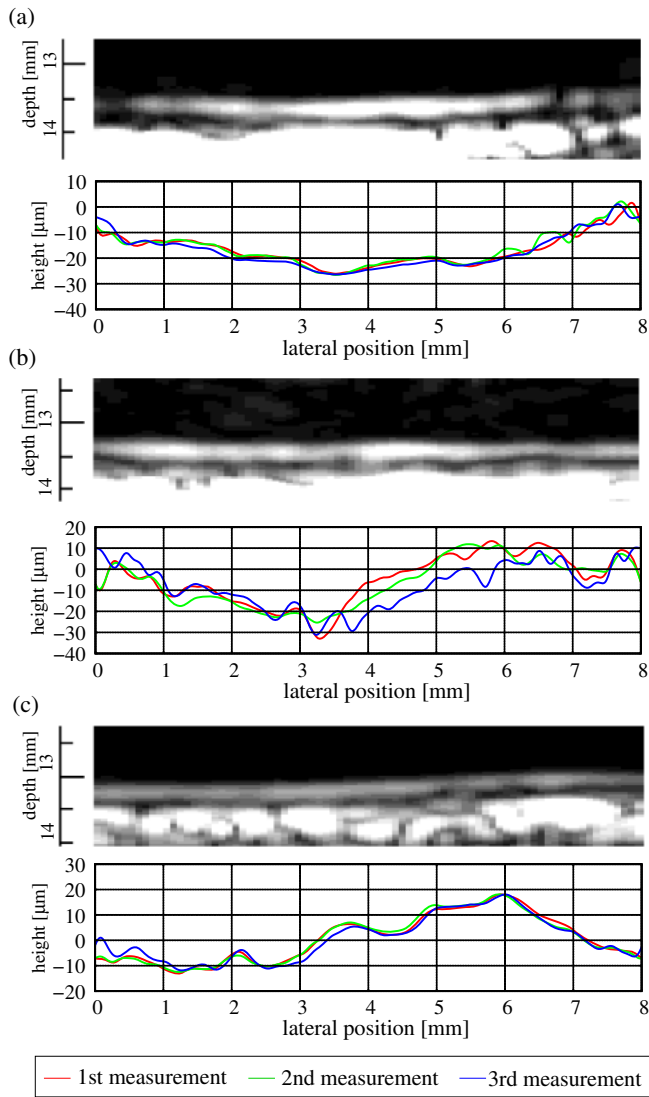 (a)
depth [mm]
13
14
height [µm]
10
0
−10
−20
−30
−40
0 1 2 3 4 5 6 7 8
lateral position [mm]
(b)
depth [mm]
13
14
height [µm]
20
10
0
−10
−20
−30
−40
0 1 2 3 4 5 6 7 8
lateral position [mm]
(c)
depth [mm]
13
14
height [µm]
30
20
10
0
−10
−20
0 1 2 3 4 5 6 7 8
lateral position [mm]
1st measurement 2nd measurement 3rd measurement